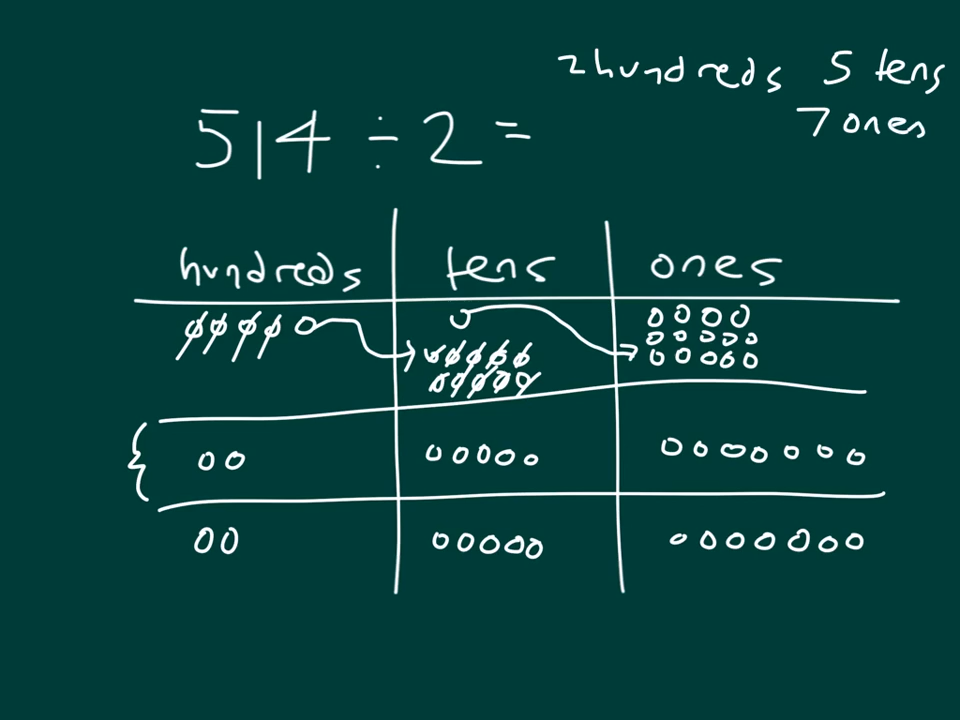 2 hundreds 5 tens
7 ones
514 ÷ 2 =
hundreds tens ones